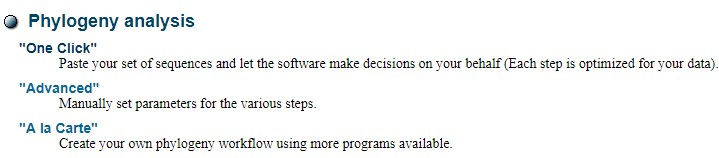 Phylogeny analysis
"One Click"
Paste your set of sequences and let the software make decisions on your behalf (Each step is optimized for your data).
"Advanced"
Manually set parameters for the various steps.
"A la Carte"
Create your own phylogeny workflow using more programs available.